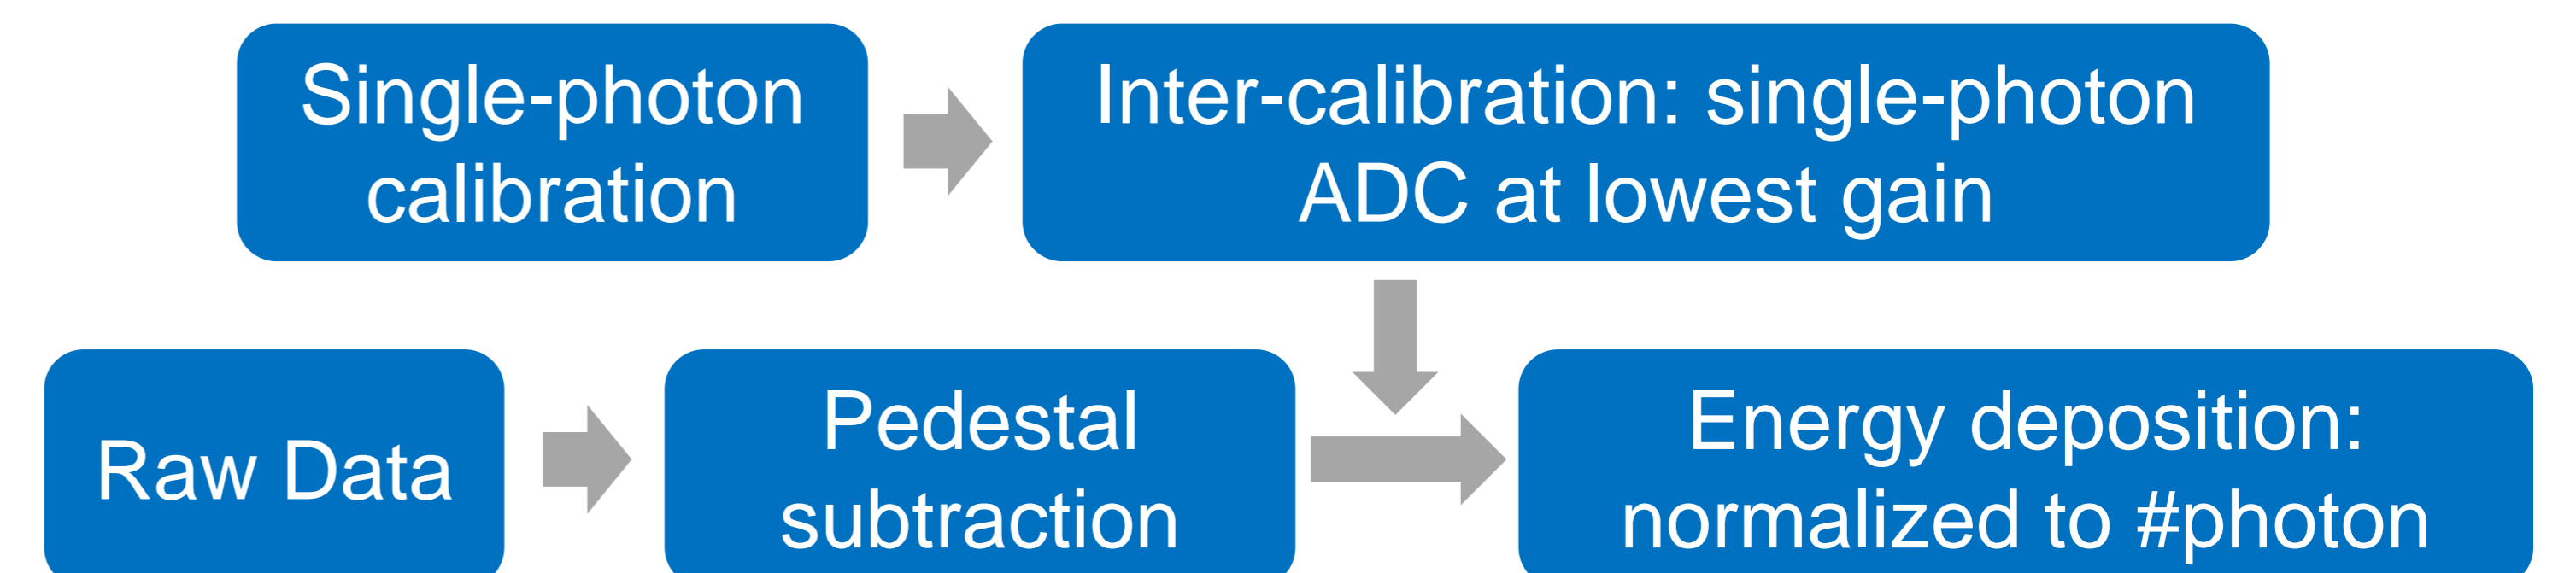 Single-photon
calibration
Inter-calibration: single-photon
ADC at lowest gain
Raw Data
Pedestal
subtraction
Energy deposition:
normalized to #photon